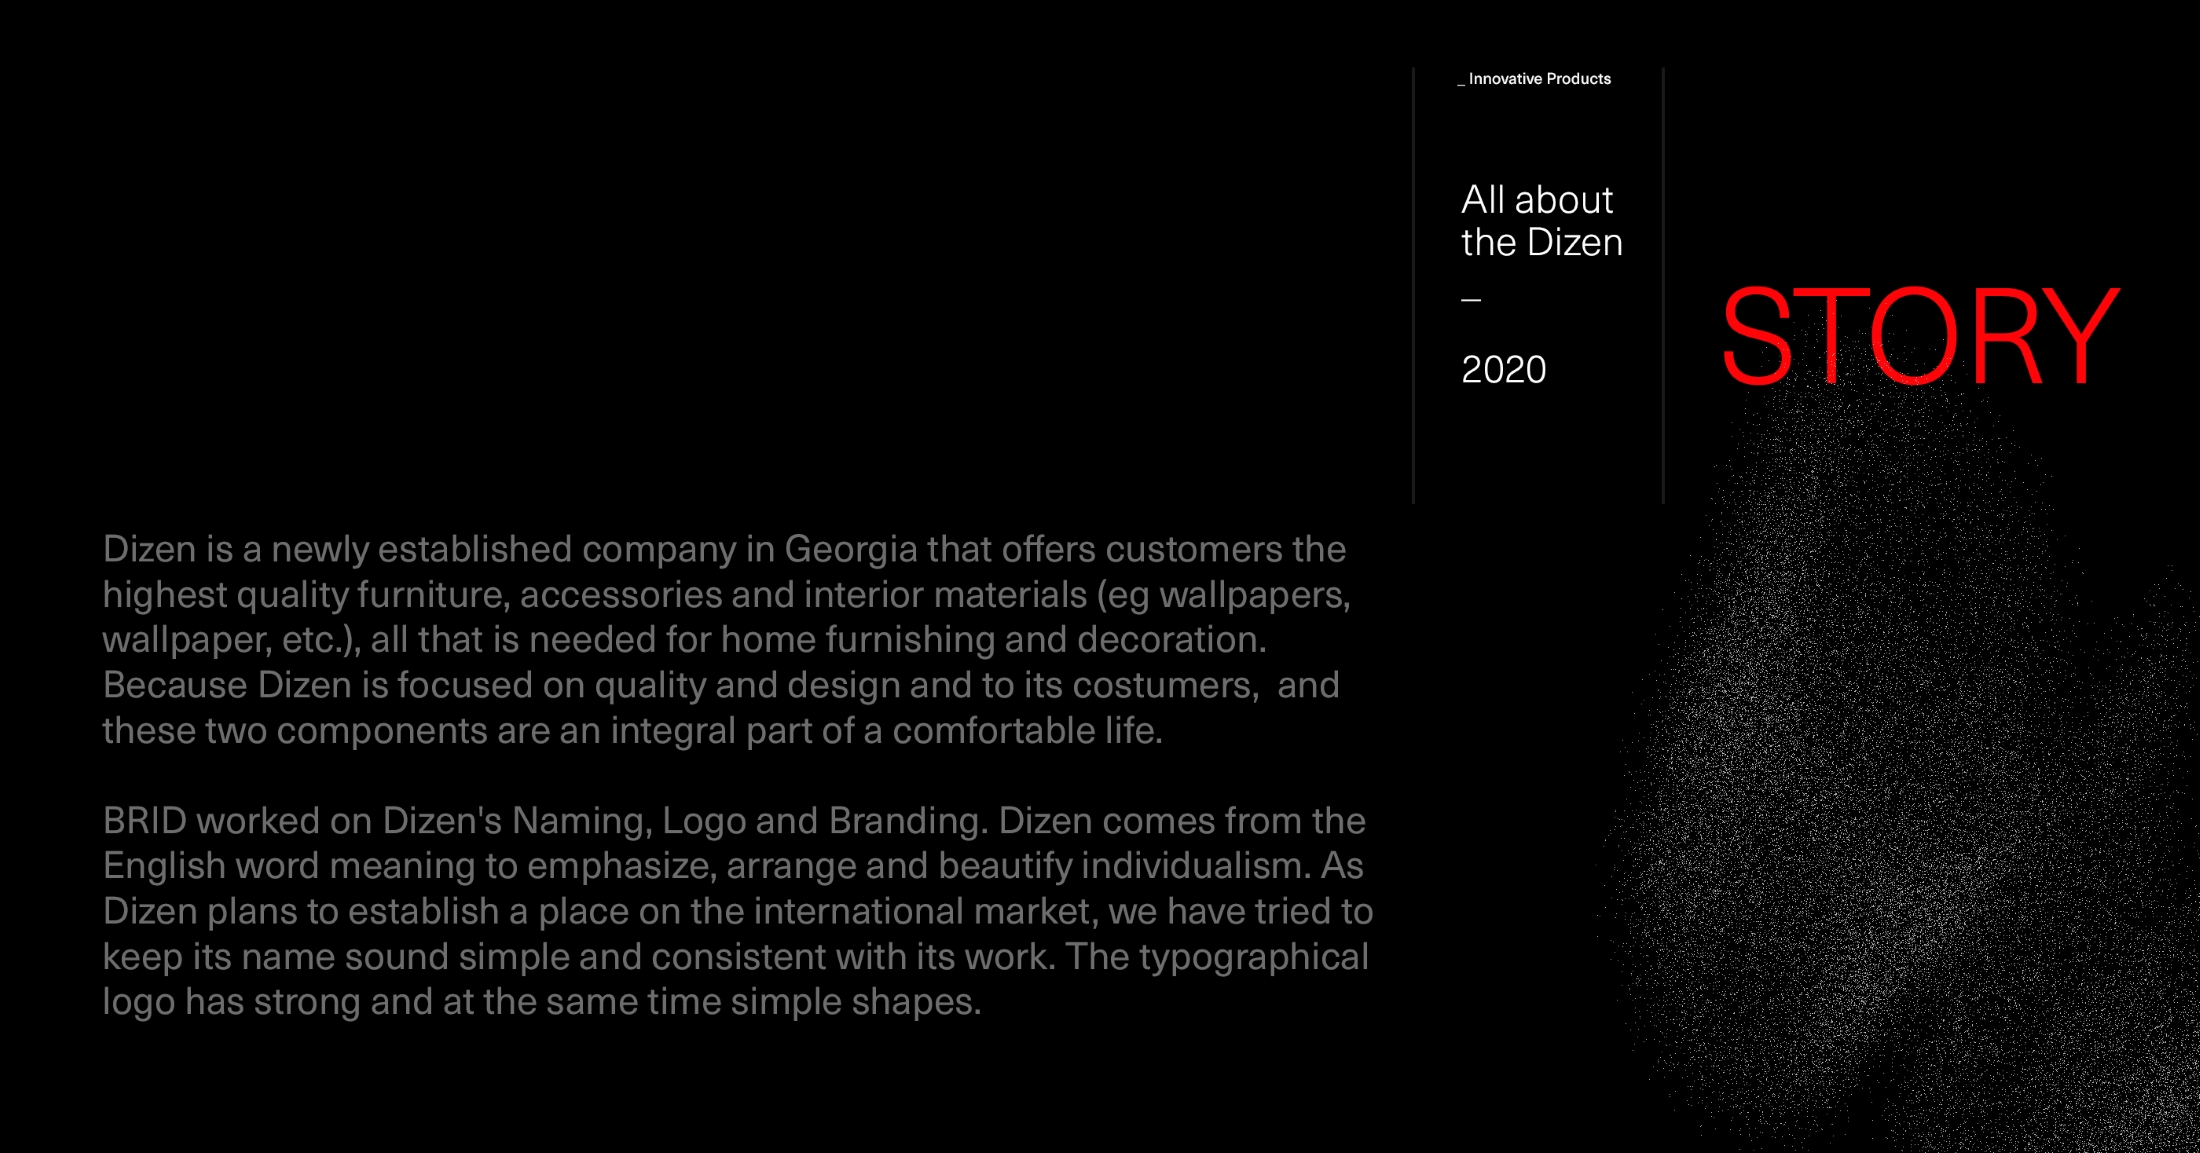 _ Innovative Products
All about
the Dizen
—
2020
STORY
Dizen is a newly established company in Georgia that offers customers the
highest quality furniture, accessories and interior materials (eg wallpapers,
wallpaper, etc.), all that is needed for home furnishing and decoration.
Because Dizen is focused on quality and design and to its costumers,  and
these two components are an integral part of a comfortable life.
BRID worked on Dizen's Naming, Logo and Branding. Dizen comes from the
English word meaning to emphasize, arrange and beautify individualism. As
Dizen plans to establish a place on the international market, we have tried to
keep its name sound simple and consistent with its work. The typographical
logo has strong and at the same time simple shapes.